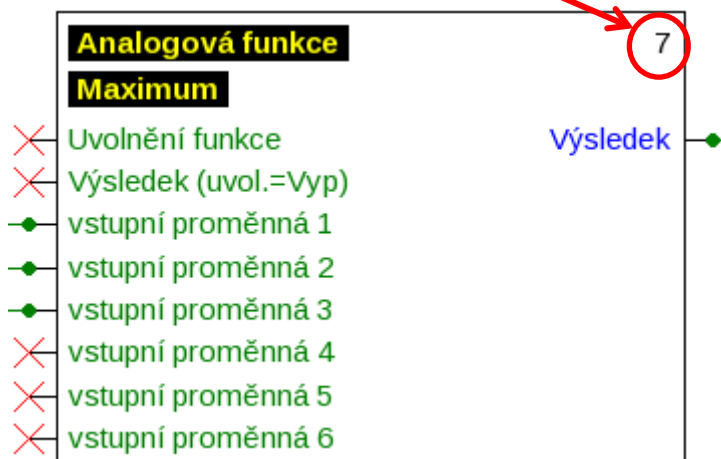 Analogová funkce 7
Maximum
Uvolnění funkce Výsledek
Výsledek (uvol.=Vyp)
vstupní proměnná 1
vstupní proměnná 2
vstupní proměnná 3
vstupní proměnná 4
vstupní proměnná 5
vstupní proměnná 6